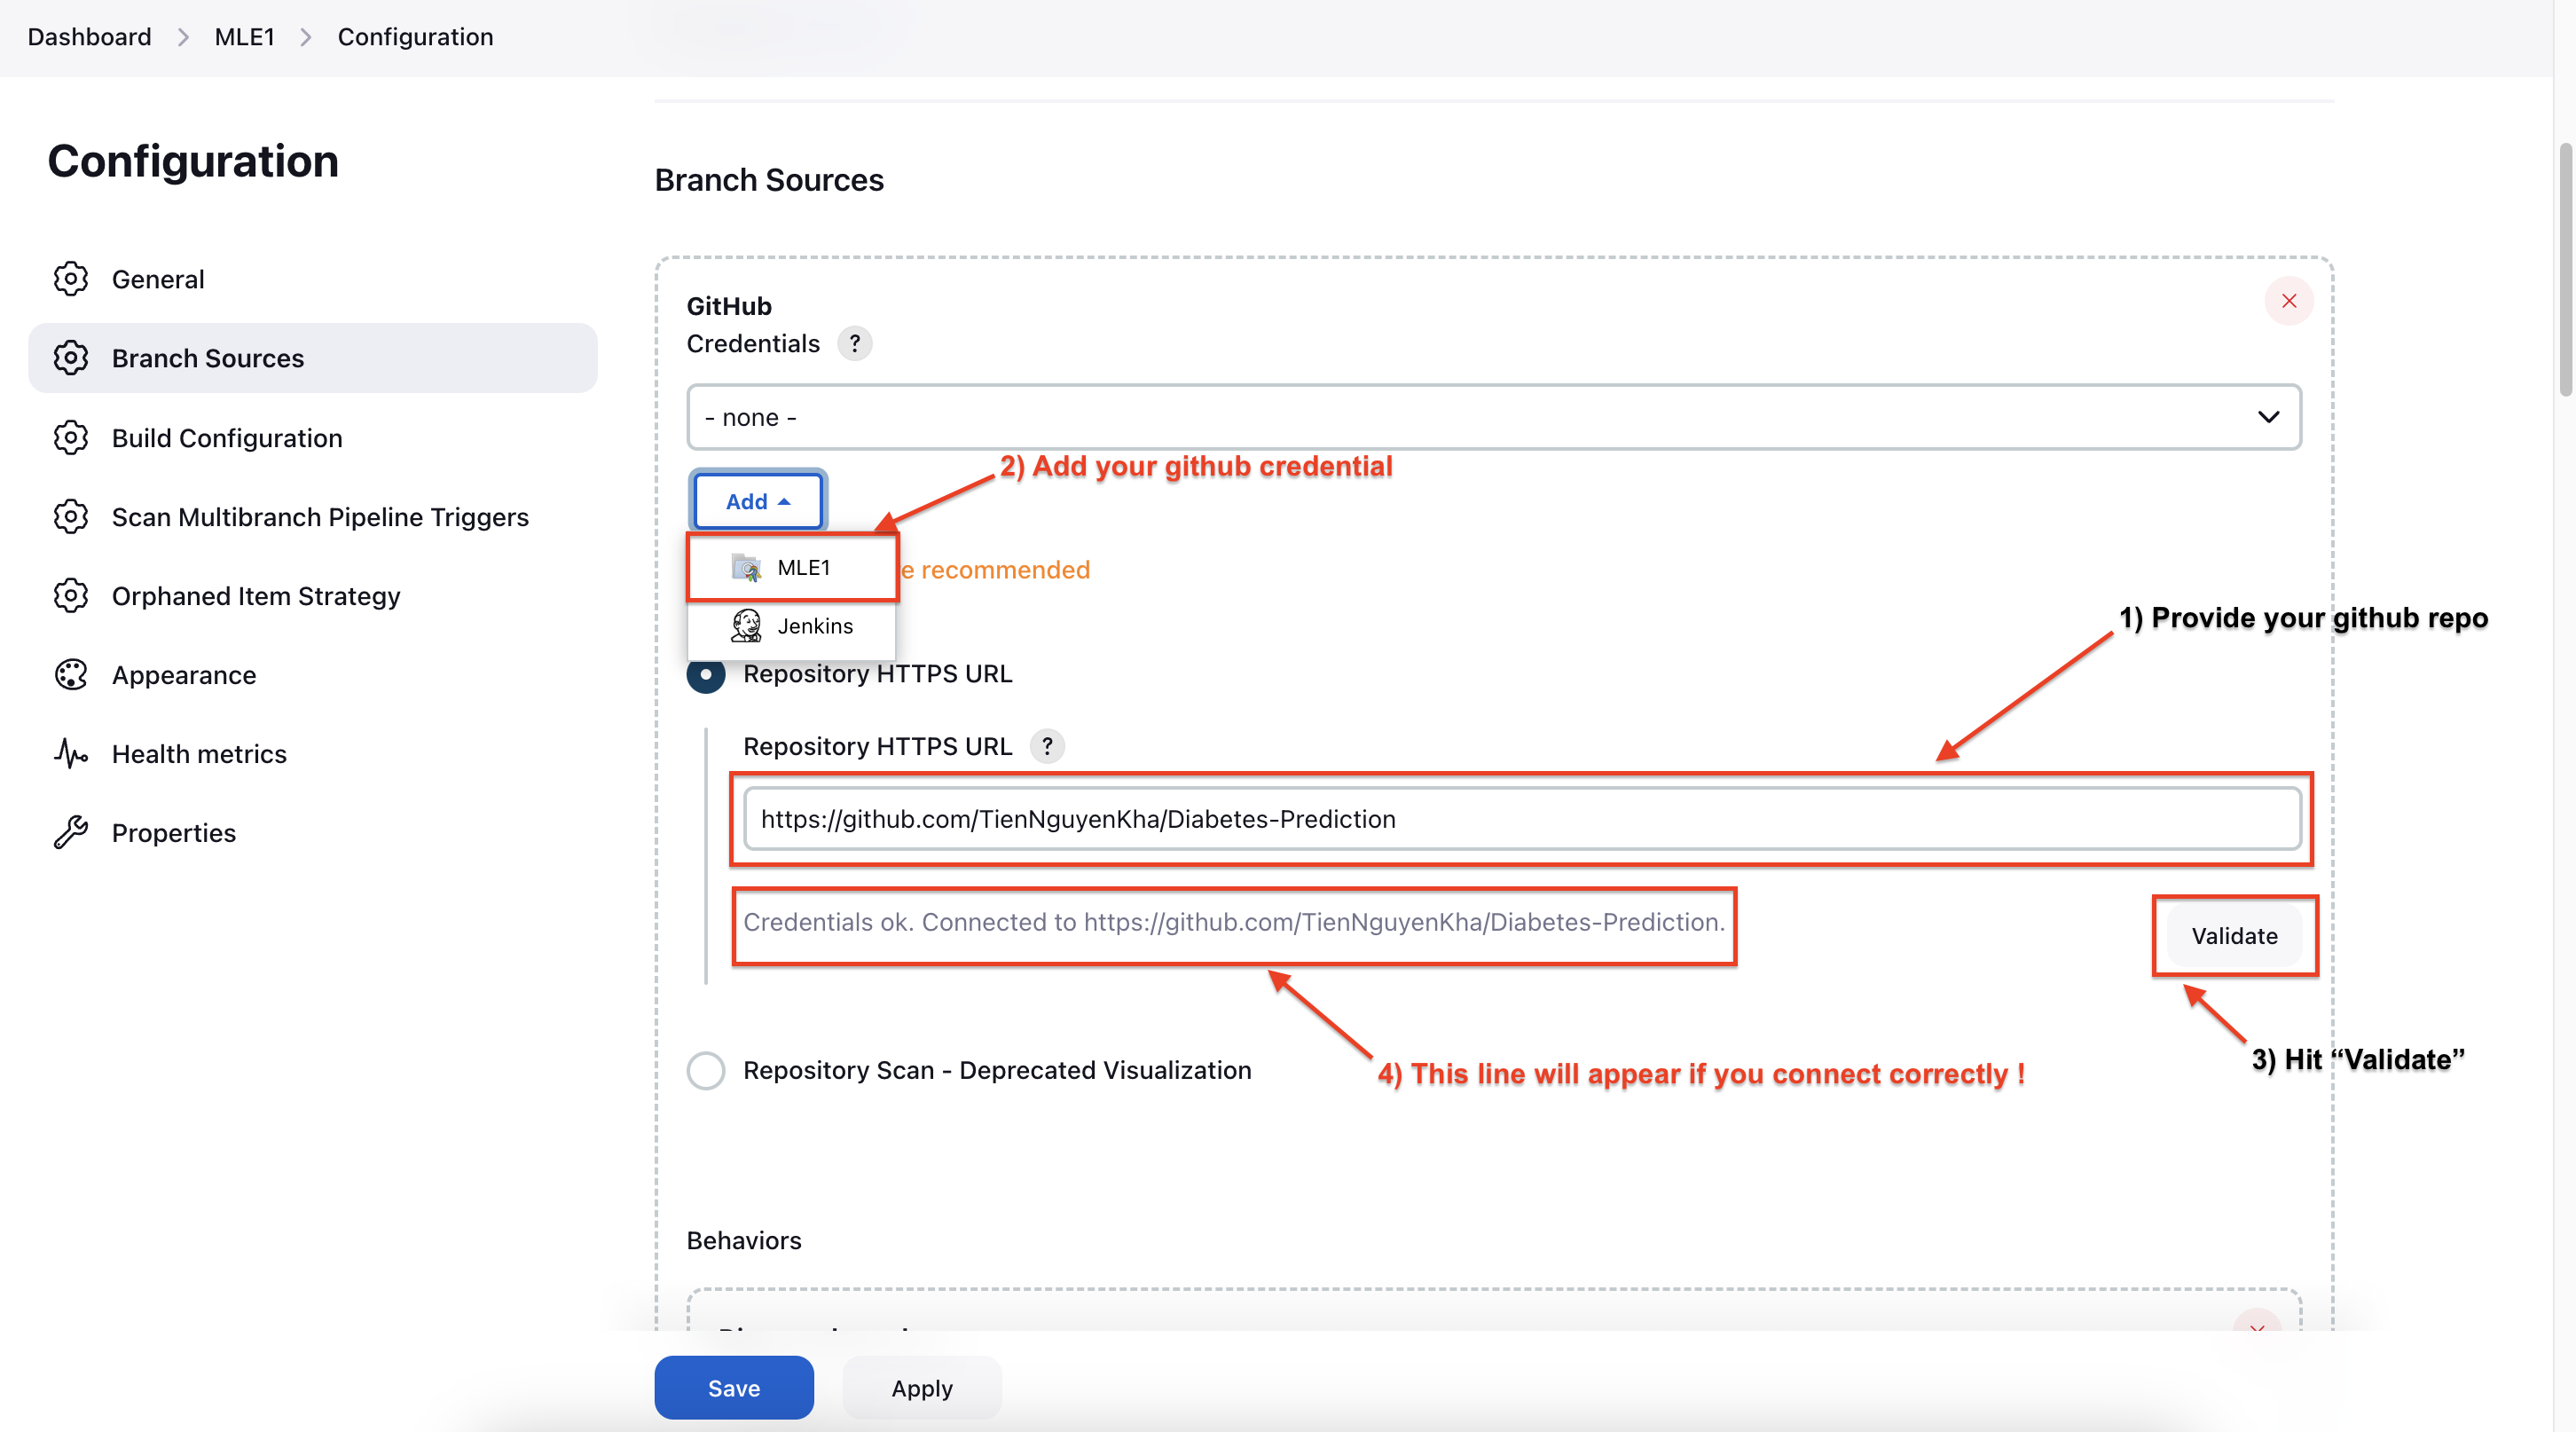 Dashboard > MLE1 > Configuration
Configuration
General
Branch Sources
Build Configuration
Scan Multibranch Pipeline Triggers
Orphaned Item Strategy
Appearance
Health metrics
Properties
Branch Sources
GitHub
Credentials ?
- none -
2) Add your github credential
Add
MLE1
e recommended
Jenkins
1) Provide your github repo
Repository HTTPS URL
Repository HTTPS URL ?
https://github.com/TienNguyenKha/Diabetes-Prediction
Credentials ok. Connected to https://github.com/TienNguyenKha/Diabetes-Prediction.
Validate
3) Hit “Validate”
Repository Scan - Deprecated Visualization
4) This line will appear if you connect correctly !
Behaviors
Save
Apply